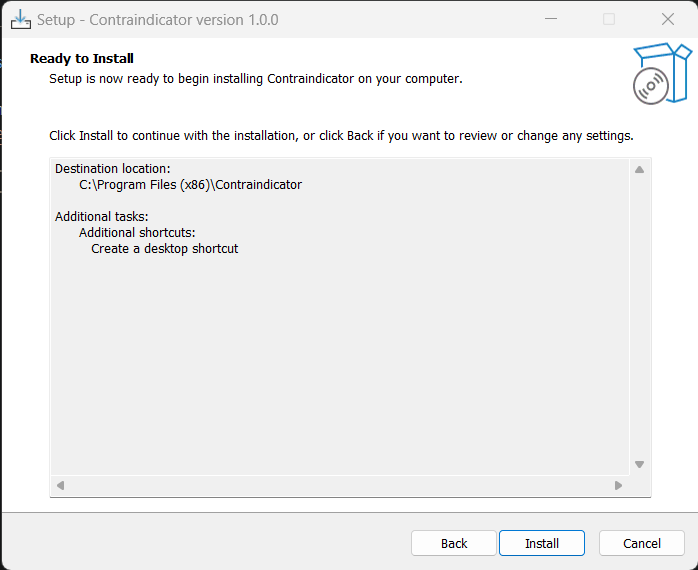 Setup - Contraindicator version 1.0.0
Ready to Install
Setup is now ready to begin installing Contraindicator on your computer.
Click Install to continue with the installation, or click Back if you want to review or change any settings.
Destination location:
C:\Program Files (x86)\Contraindicator
Additional tasks:
Additional shortcuts:
Create a desktop shortcut
Back
Install
Cancel